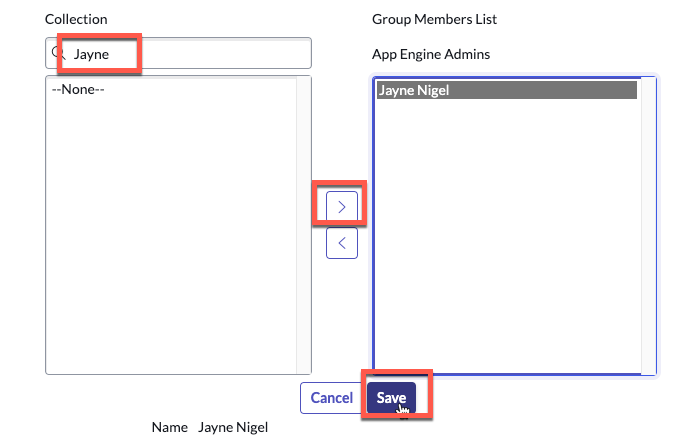 Collection
Group Members List
Jayne
App Engine Admins
--None--
Jayne Nigel
>
<
Cancel
Save
Name Jayne Nigel